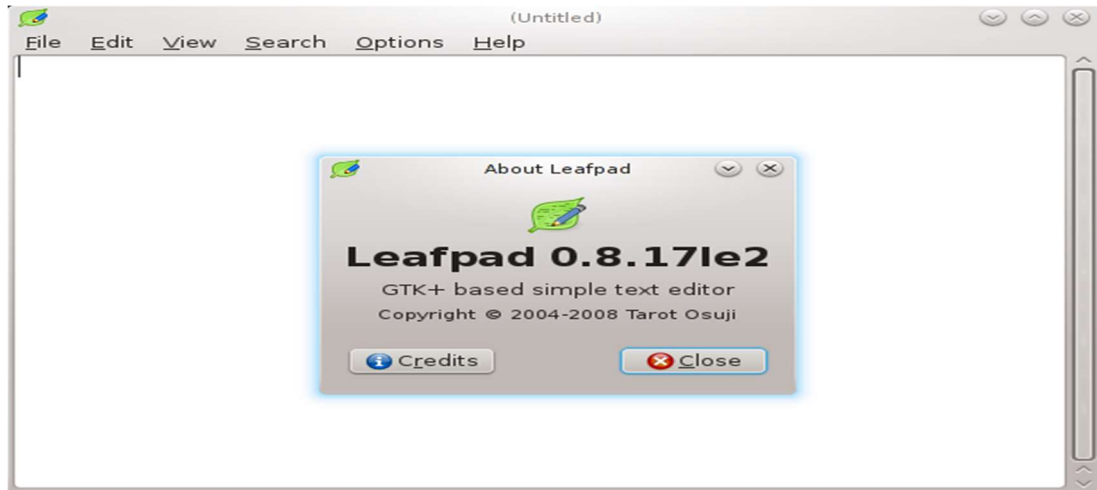 (Untitled)
File Edit View Search Options Help
About Leafpad
Leafpad 0.8.17le2
GTK+ based simple text editor
Copyright © 2004-2008 Tarot Osuji
Credits Close